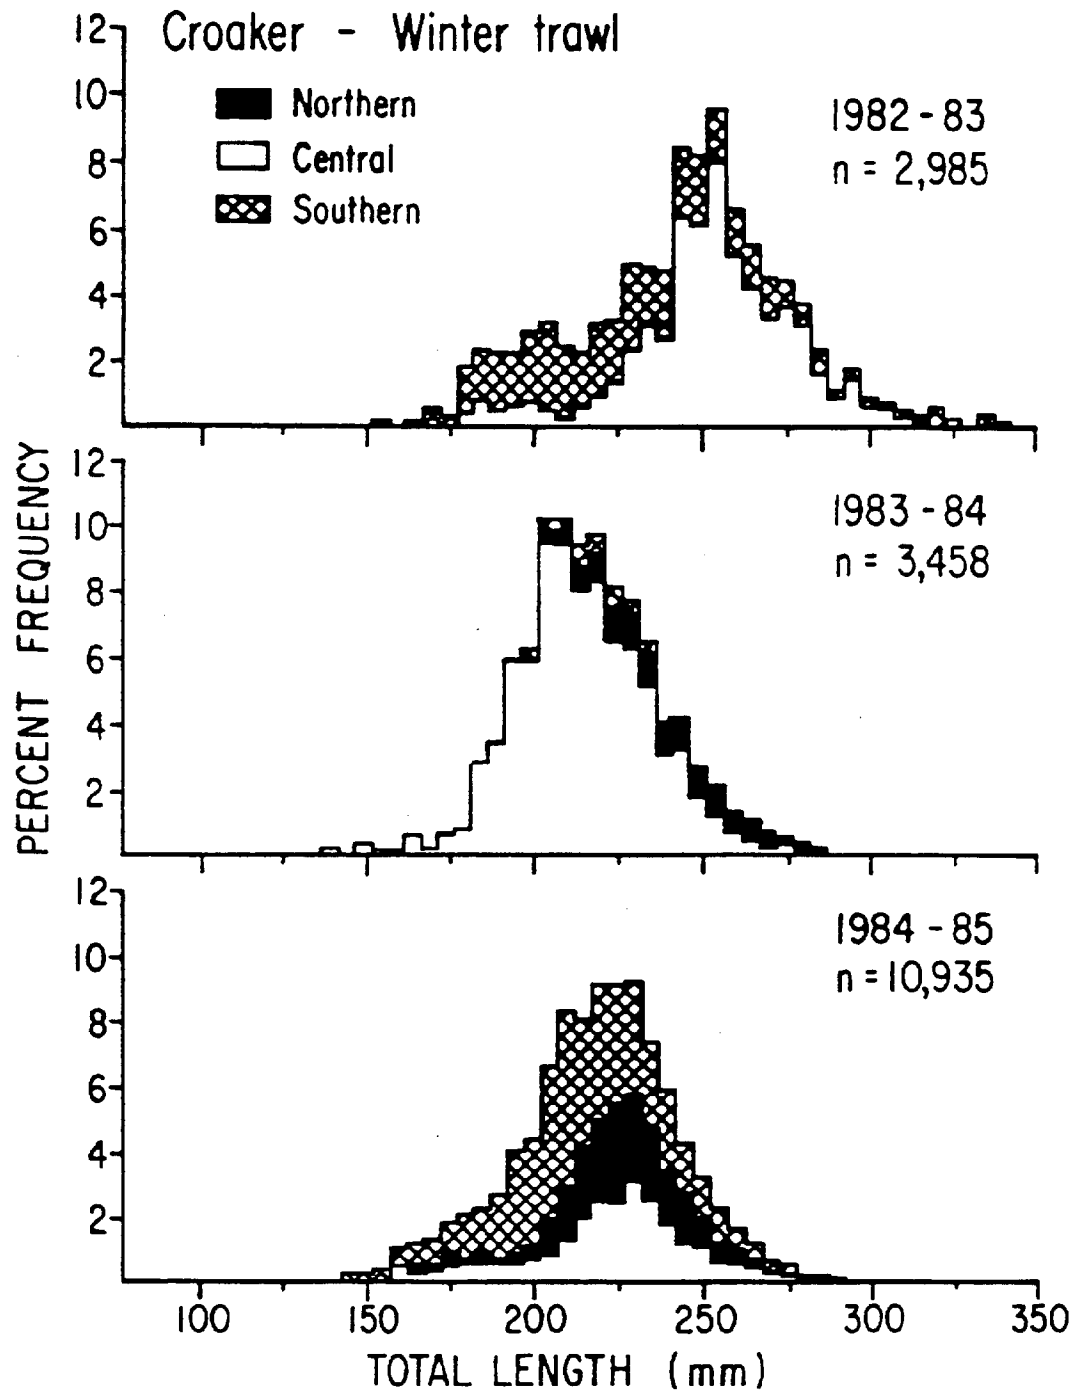 Croaker - Winter trawl
Northern
Central
Southern
1982-83
n = 2,985
12
10
8
6
4
2
1983-84
n = 3,458
12
10
8
6
4
2
1984-85
n = 10,935
12
10
8
6
4
2
PERCENT FREQUENCY
100 150 200 250 300 350
TOTAL LENGTH (mm)